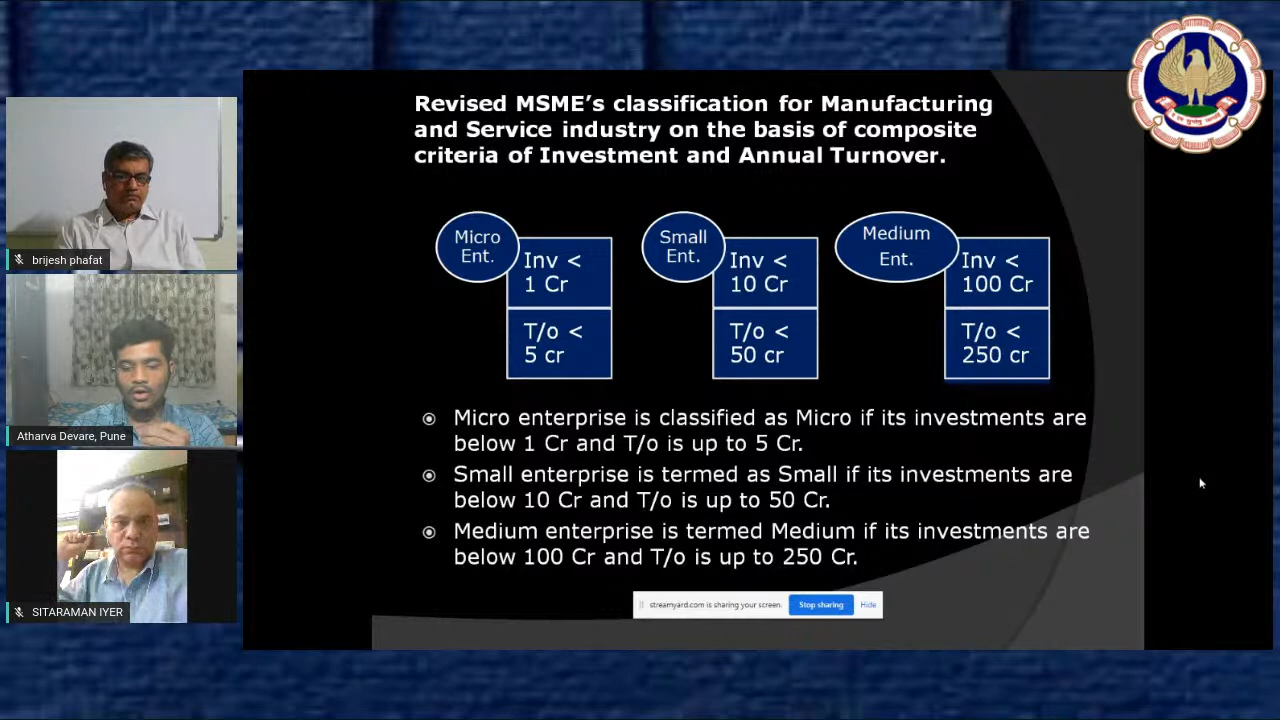 Revised MSME’s classification for Manufacturing
and Service industry on the basis of composite
criteria of Investment and Annual Turnover.
Micro
Ent.
Inv <
1 Cr
T/o <
5 cr
Small
Ent.
Inv <
10 Cr
T/o <
50 cr
Medium
Ent.
Inv <
100 Cr
T/o <
250 cr
Micro enterprise is classified as Micro if its investments are
below 1 Cr and T/o is up to 5 Cr.
Small enterprise is termed as Small if its investments are
below 10 Cr and T/o is up to 50 Cr.
Medium enterprise is termed Medium if its investments are
below 100 Cr and T/o is up to 250 Cr.
streamyard.com is sharing your screen.
Stop sharing
Hide
brijesh phafat
Atharva Devare, Pune
SITARAMAN IYER